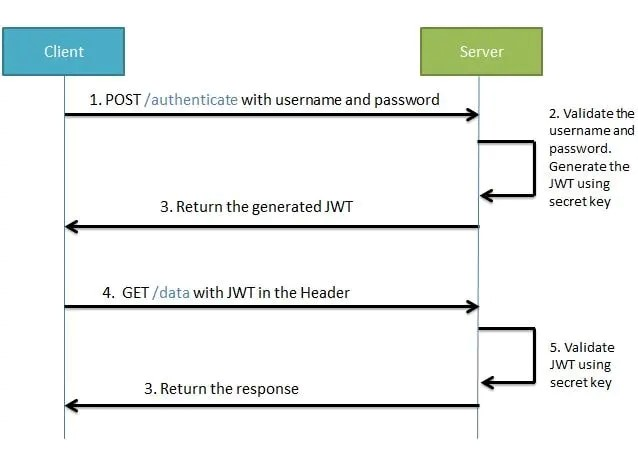 Client
Server
1. POST /authenticate with username and password
2. Validate the
username and
password.
Generate the
JWT using
secret key
3. Return the generated JWT
4. GET /data with JWT in the Header
5. Validate
JWT using
secret key
3. Return the response